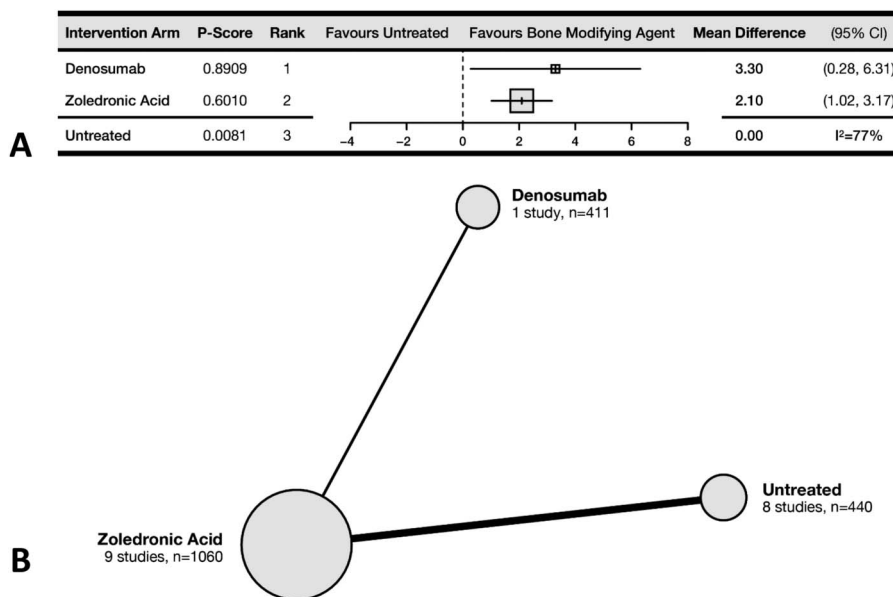 Intervention Arm P-Score Rank Favours Untreated Favours Bone Modifying Agent Mean Difference (95% CI)
Denosumab 0.8909 1 3.30 (0.28, 6.31)
Zoledronic Acid 0.6010 2 2.10 (1.02, 3.17)
Untreated 0.0081 3 0.00 I²=77%
−4 −2 0 2 4 6 8
A
Denosumab
1 study, n=411
Untreated
8 studies, n=440
Zoledronic Acid
9 studies, n=1060
B